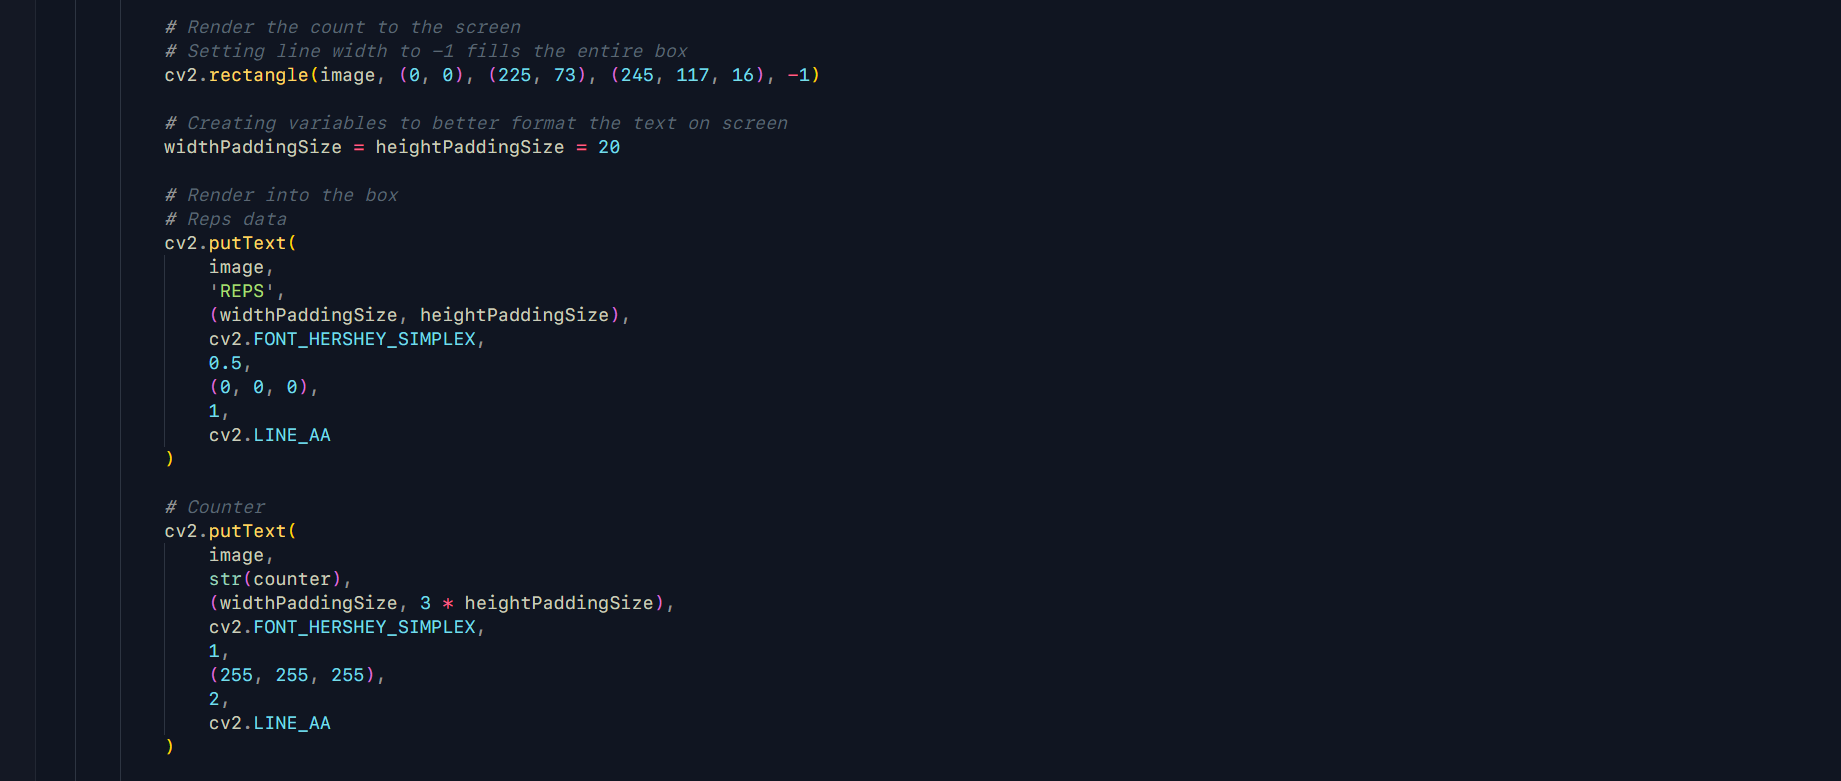 # Render the count to the screen
# Setting line width to -1 fills the entire box
cv2.rectangle(image, (0, 0), (225, 73), (245, 117, 16), -1)
# Creating variables to better format the text on screen
widthPaddingSize = heightPaddingSize = 20
# Render into the box
# Reps data
cv2.putText(
    image,
    'REPS',
    (widthPaddingSize, heightPaddingSize),
    cv2.FONT_HERSHEY_SIMPLEX,
    0.5,
    (0, 0, 0),
    1,
    cv2.LINE_AA
)
# Counter
cv2.putText(
    image,
    str(counter),
    (widthPaddingSize, 3 * heightPaddingSize),
    cv2.FONT_HERSHEY_SIMPLEX,
    1,
    (255, 255, 255),
    2,
    cv2.LINE_AA
)